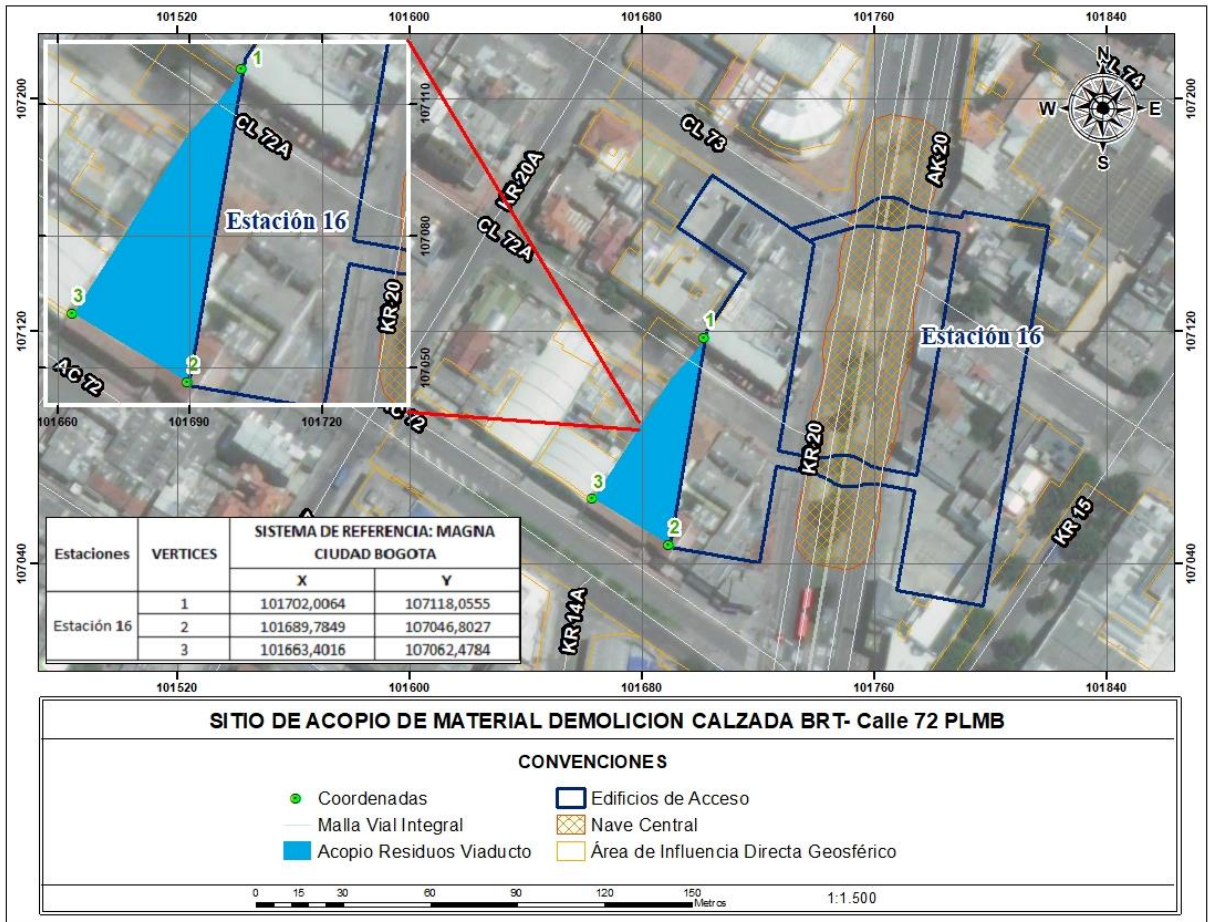 101520 101600 101680 101760 101840
107200 107120 107040
107200 107120 107040
101520 101600 101680 101760 101840
1
CL 72A
Estación 16
3
2
AC 72
KR 20
107110
107080
107050
101660 101690 101720
N
W E
S
CL 74
AK 20
CL 73
KR 20A
CL 72A
1
Estación 16
3
2
KR 20
KR 15
KR 14A
Estaciones VERTICES SISTEMA DE REFERENCIA: MAGNA
CIUDAD BOGOTA
X Y
Estación 16 1 101702,0064 107118,0555
2 101689,7849 107046,8027
3 101663,4016 107062,4784
SITIO DE ACOPIO DE MATERIAL DEMOLICION CALZADA BRT- Calle 72 PLMB
CONVENCIONES
Coordenadas
Malla Vial Integral
Acopio Residuos Viaducto
Edificios de Acceso
Nave Central
Área de Influencia Directa Geosférico
0 15 30 60 90 120 150
Metros
1:1.500